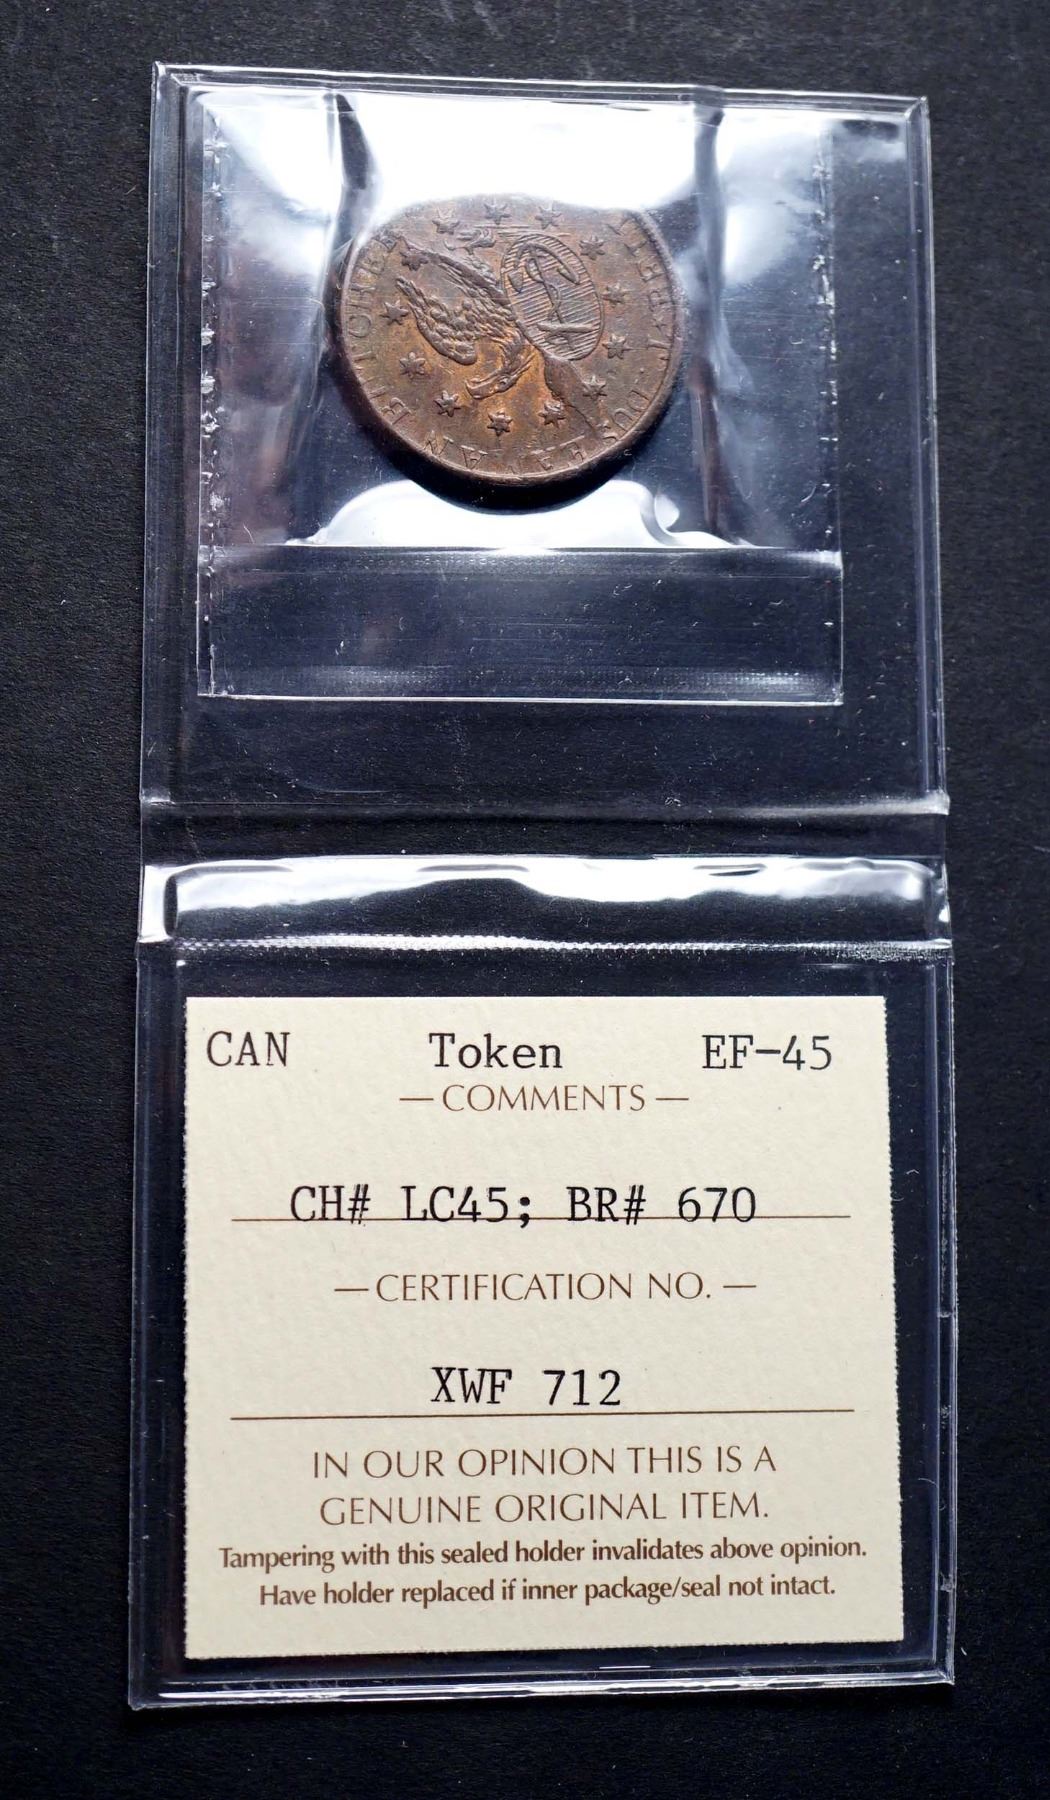 CAN Token EF-45
— COMMENTS —
CH# LC45; BR# 670
— CERTIFICATION NO. —
XWF 712
IN OUR OPINION THIS IS A
GENUINE ORIGINAL ITEM.
Tampering with this sealed holder invalidates above opinion.
Have holder replaced if inner package/seal not intact.